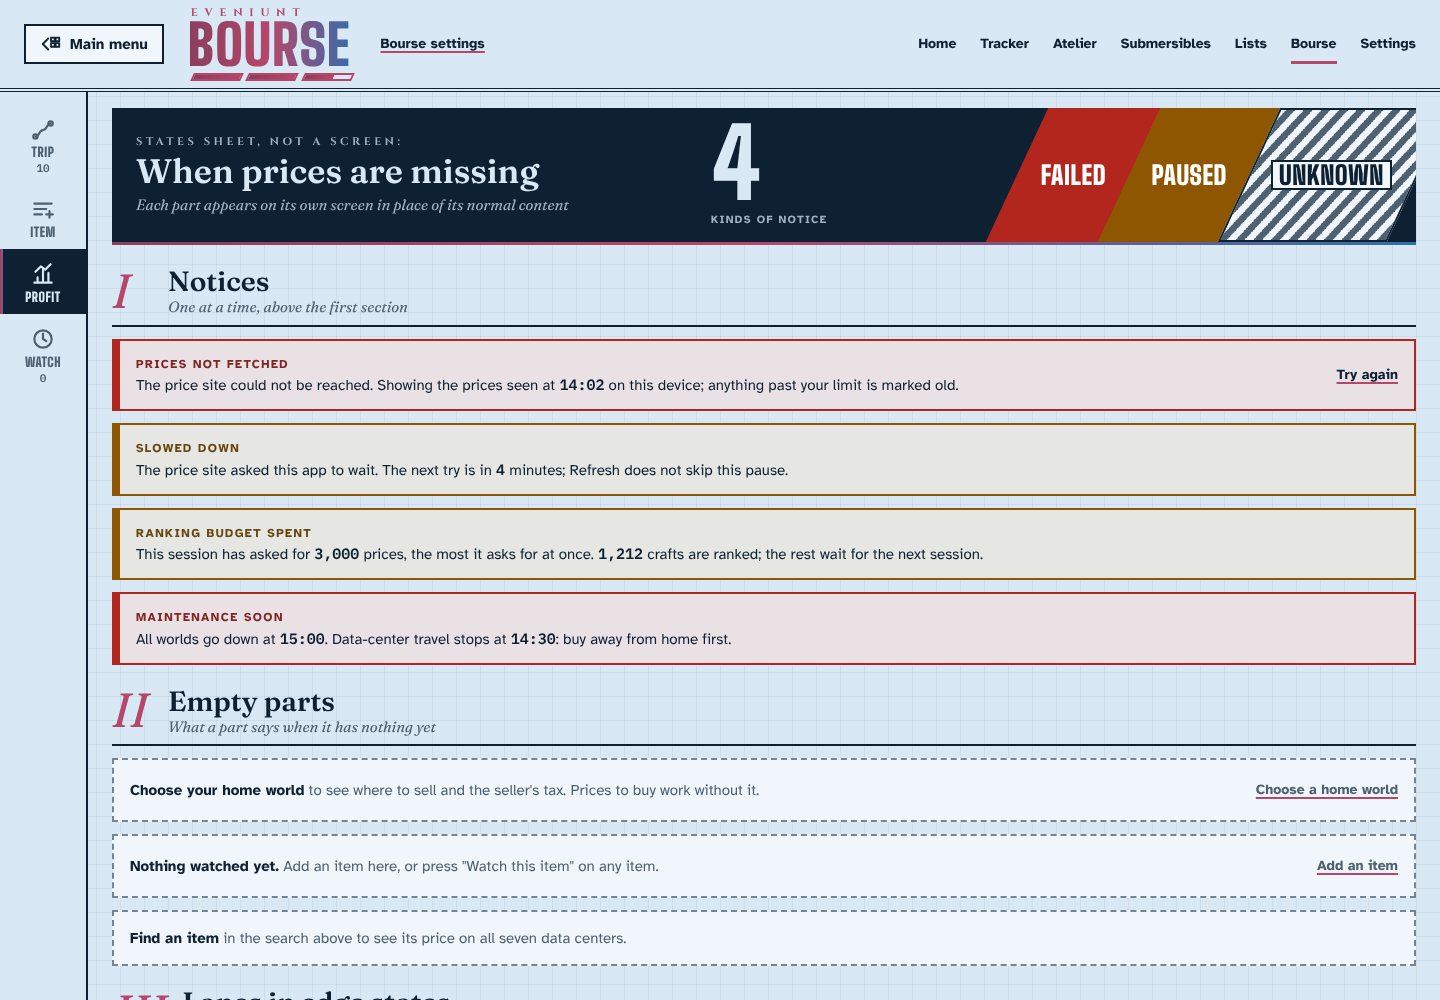 Main menu
EVENIUNT
BOURSE
Bourse settings
Home
Tracker
Atelier
Submersibles
Lists
Bourse
Settings
TRIP
10
ITEM
PROFIT
WATCH
0
STATES SHEET, NOT A SCREEN:
When prices are missing
Each part appears on its own screen in place of its normal content
4
KINDS OF NOTICE
FAILED
PAUSED
UNKNOWN
I
Notices
One at a time, above the first section
PRICES NOT FETCHED
The price site could not be reached. Showing the prices seen at 14:02 on this device; anything past your limit is marked old.
Try again
SLOWED DOWN
The price site asked this app to wait. The next try is in 4 minutes; Refresh does not skip this pause.
RANKING BUDGET SPENT
This session has asked for 3,000 prices, the most it asks for at once. 1,212 crafts are ranked; the rest wait for the next session.
MAINTENANCE SOON
All worlds go down at 15:00. Data-center travel stops at 14:30: buy away from home first.
II
Empty parts
What a part says when it has nothing yet
Choose your home world to see where to sell and the seller's tax. Prices to buy work without it.
Choose a home world
Nothing watched yet. Add an item here, or press "Watch this item" on any item.
Add an item
Find an item in the search above to see its price on all seven data centers.
III
Lanes in edge states